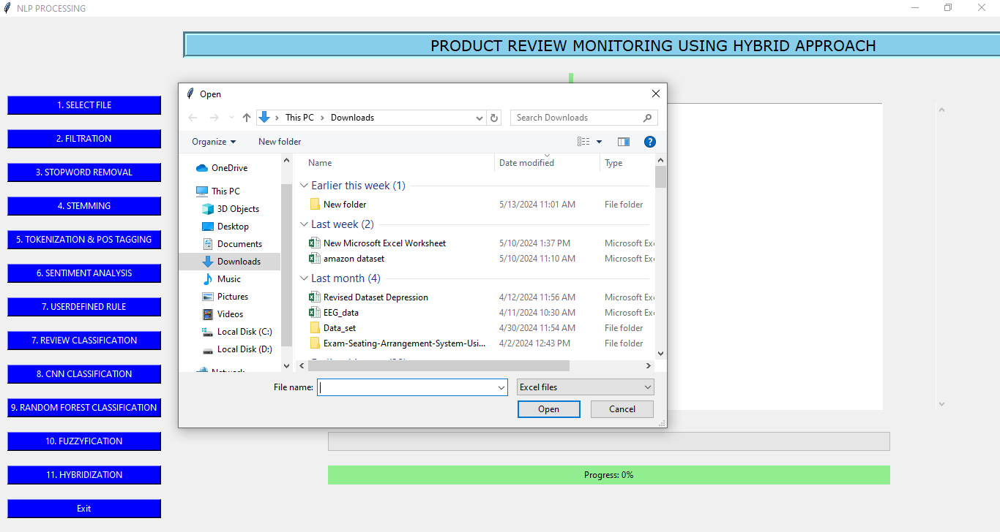 NLP PROCESSING
PRODUCT REVIEW MONITORING USING HYBRID APPROACH
1. SELECT FILE
2. FILTRATION
3. STOPWORD REMOVAL
4. STEMMING
5. TOKENIZATION & POS TAGGING
6. SENTIMENT ANALYSIS
7. USERDEFINED RULE
7. REVIEW CLASSIFICATION
8. CNN CLASSIFICATION
9. RANDOM FOREST CLASSIFICATION
10. FUZZYFICATION
11. HYBRIDIZATION
Exit
Open
This PC > Downloads
Search Downloads
Organize
New folder
OneDrive
This PC
3D Objects
Desktop
Documents
Downloads
Music
Pictures
Videos
Local Disk (C:)
Local Disk (D:)
Network
Name Date modified Type
Earlier this week (1)
New folder 5/13/2024 11:01 AM File folder
Last week (2)
New Microsoft Excel Worksheet 5/10/2024 1:37 PM Microsoft Exc
amazon dataset 5/10/2024 11:10 AM Microsoft Exc
Last month (4)
Revised Dataset Depression 4/12/2024 11:56 AM Microsoft Exc
EEG_data 4/11/2024 10:30 AM Microsoft Exc
Data_set 4/30/2024 11:54 AM File folder
Exam-Seating-Arrangement-System-Usi... 4/2/2024 12:43 PM File folder
File name:
Excel files
Open
Cancel
Progress: 0%